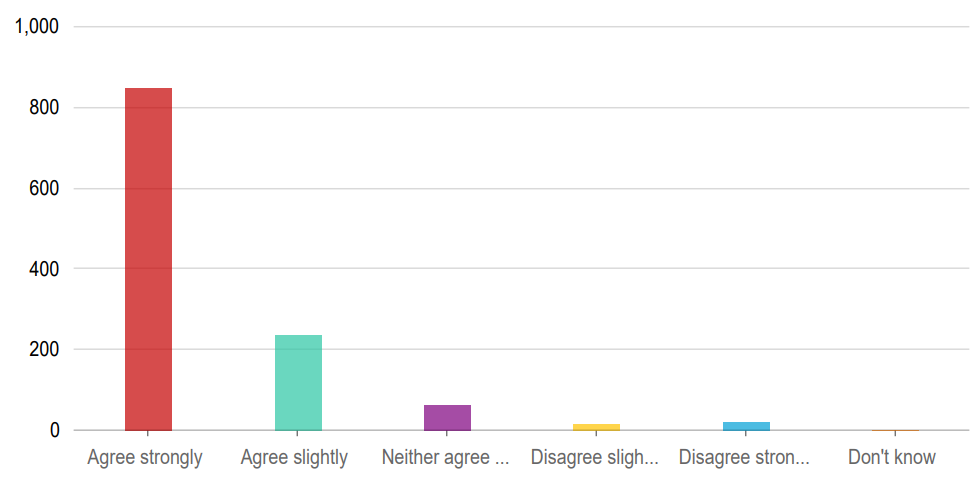 1,000
800
600
400
200
0
Agree strongly
Agree slightly
Neither agree ...
Disagree sligh...
Disagree stron...
Don't know